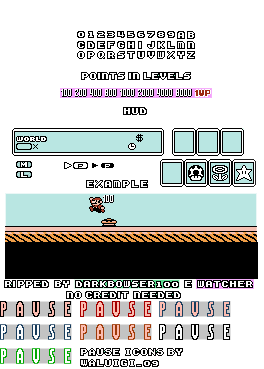 0123456789AB
CDEFGHIJKLMN
OPQRSTUVWXYZ
POINTS IN LEVELS
100 200 400 800 1000 2000 4000 8000 1UP
HUD
WORLD $
X
M P P
L
EXAMPLE
100
RIPPED BY DARKBOWSER100 E WATCHER
NO CREDIT NEEDED
PAUSE PAUSE PAUSE
PAUSE PAUSE PAUSE
PAUSE PAUSE ICONS BY
WALUIGI_09